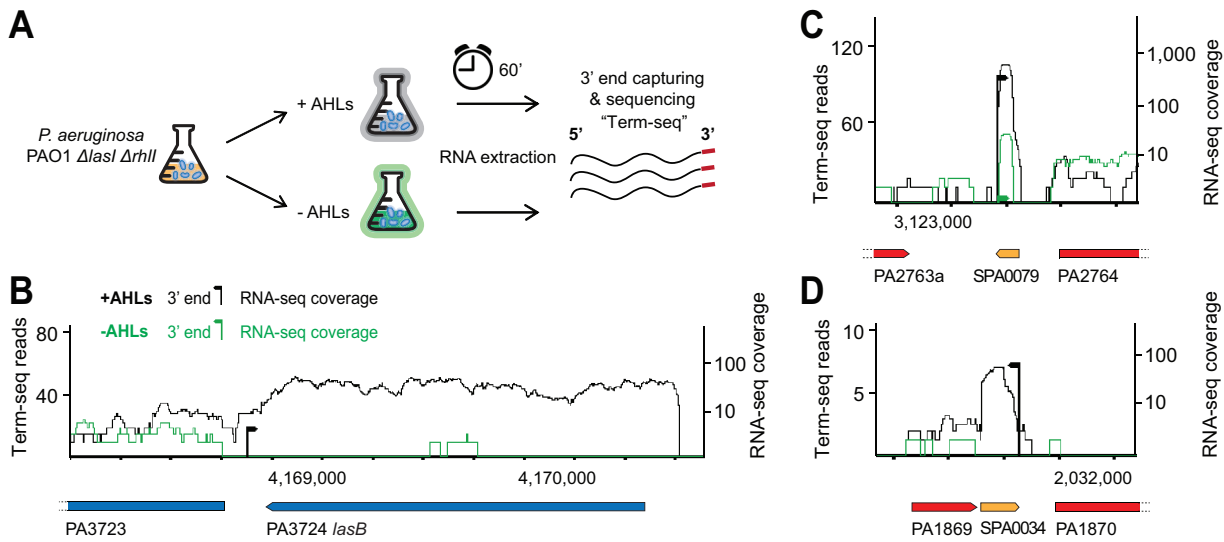 A
P. aeruginosa
PAO1 ΔlasI ΔrhlI
+ AHLs
- AHLs
60'
RNA extraction
3' end capturing
& sequencing
“Term-seq”
5' 3'
B
+AHLs 3' end RNA-seq coverage
-AHLs 3' end RNA-seq coverage
Term-seq reads
80
40
100
10
RNA-seq coverage
4,169,000 4,170,000
PA3723 PA3724 lasB
C
Term-seq reads
120
60
1,000
100
10
RNA-seq coverage
3,123,000
PA2763a SPA0079 PA2764
D
Term-seq reads
10
5
100
10
RNA-seq coverage
2,032,000
PA1869 SPA0034 PA1870